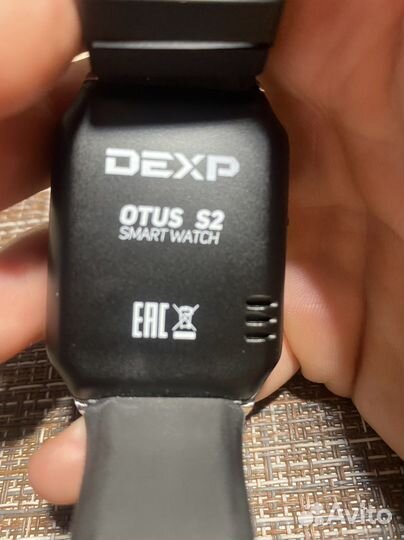 DEXP
OTUS S2
SMART WATCH
EAC
Avito